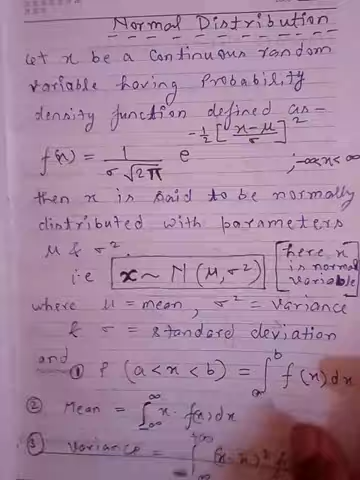 Normal Distribution
Let x be a continuous random
variable having Probability
density function defined as-
f(x) = 1/(σ√2π) e^(-1/2[(x-μ)/σ]^2) ; -∞<x<∞
then x is said to be normally
distributed with parameters
μ & σ².
i.e x ~ N(μ, σ²) [here x is normal variable]
where μ = mean, σ² = variance
& σ = standard deviation
and
① P(a<x<b) = ∫_a^b f(x)dx
② Mean = ∫_-∞^∞ x. f(x) dx
③ Variance =